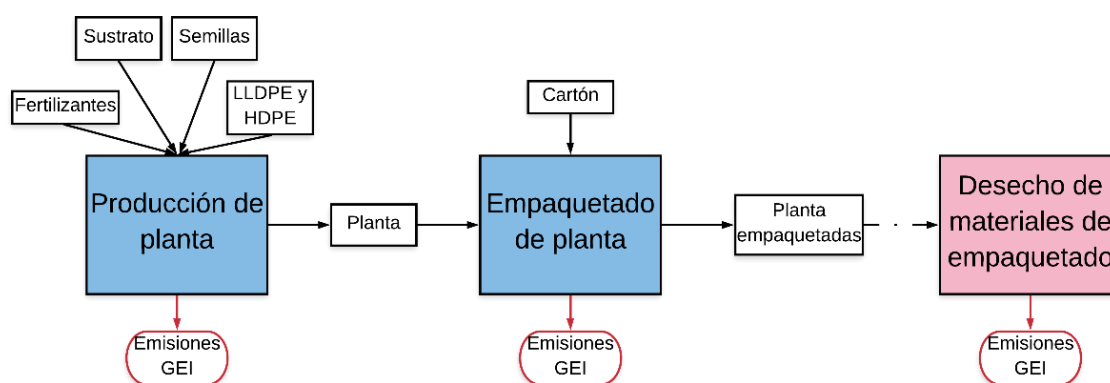 Sustrato
Semillas
Fertilizantes
LLDPE y
HDPE
Cartón
Producción de
planta
Planta
Empaquetado
de planta
Planta
empaquetadas
Desecho de
materiales de
empaquetado
Emisiones
GEI
Emisiones
GEI
Emisiones
GEI